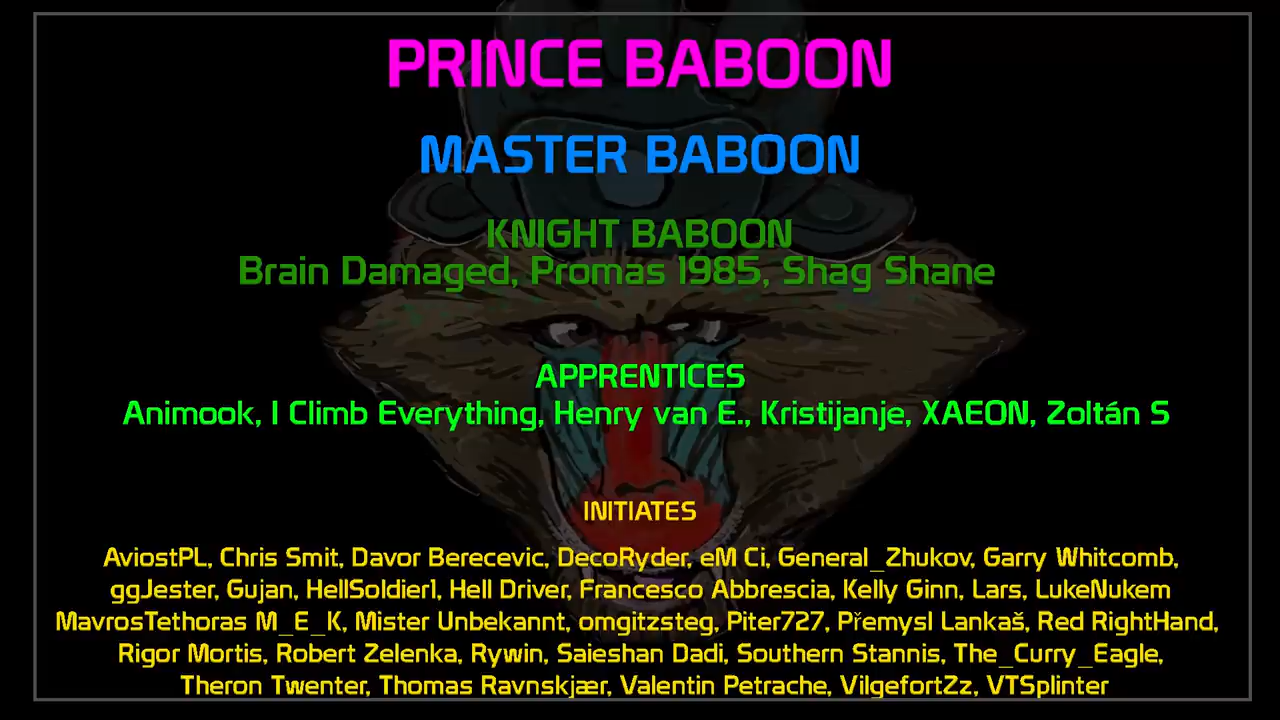 PRINCE BABOON
MASTER BABOON
KNIGHT BABOON
Brain Damaged, Promas 1985, Shag Shane
APPRENTICES
Animook, I Climb Everything, Henry van E., Kristijanje, XAEON, Zoltán S
INITIATES
AviostPL, Chris Smit, Davor Berecevic, DecoRyder, eM Ci, General_Zhukov, Garry Whitcomb,
ggJester, Gujan, HellSoldier1, Hell Driver, Francesco Abbrescia, Kelly Ginn, Lars, LukeNukem
MavrosTethoras M_E_K, Mister Unbekannt, omgitzsteg, Piter727, Přemysl Lankaš, Red RightHand,
Rigor Mortis, Robert Zelenka, Rywin, Saieshan Dadi, Southern Stannis, The_Curry_Eagle,
Theron Twenter, Thomas Ravnskjær, Valentin Petrache, VilgefortZz, VTSplinter